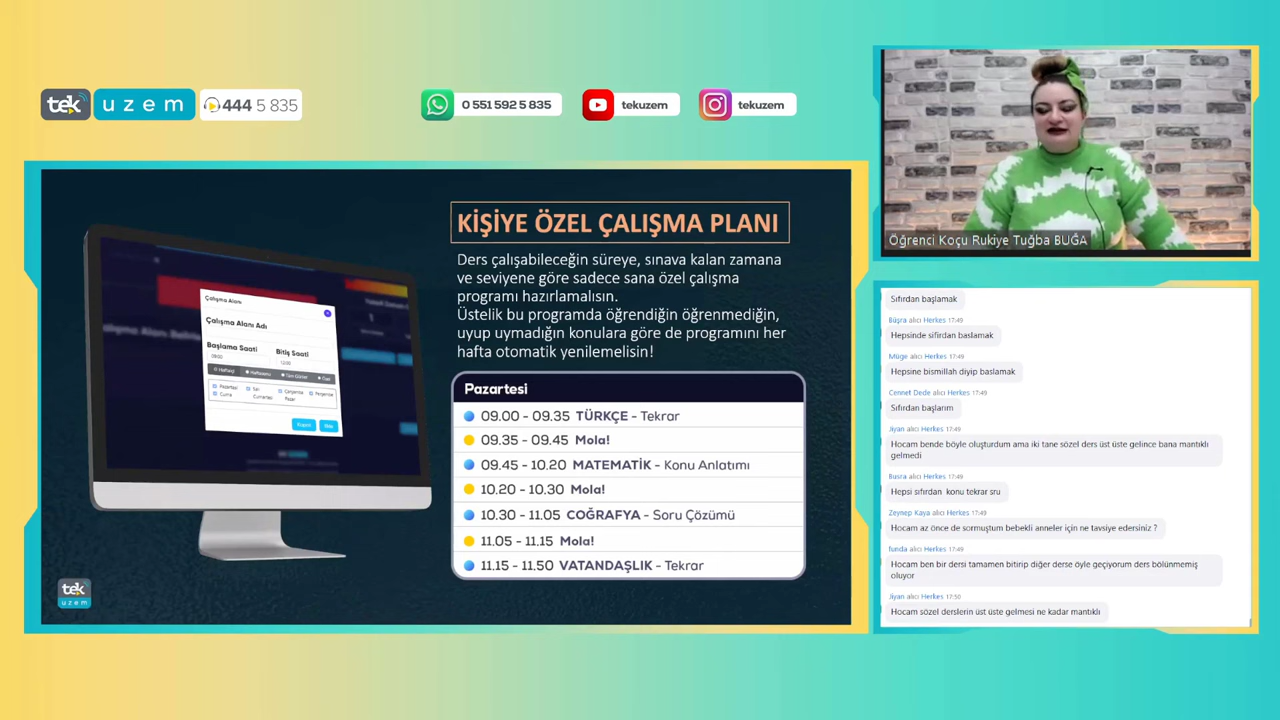 tek uzem 444 5 835
0 551 592 5 835
tekuzem
tekuzem
Öğrenci Koçu Rukiye Tuğba BUĞA
KİŞİYE ÖZEL ÇALIŞMA PLANI
Ders çalışabileceğin süreye, sınava kalan zamana
ve seviyene göre sadece sana özel çalışma
programı hazırlamalısın.
Üstelik bu programda öğrendiğin öğrenmediğin,
uyup uymadığın konulara göre de programını her
hafta otomatik yenilemelisin!
Çalışma Alanı
Çalışma Alanı Adı
Başlama Saati
Bitiş Saati
09:00
Pazartesi
Cuma
Cumartesi
Pazar
Perşembe
Pazartesi
09.00 - 09.35 TÜRKÇE - Tekrar
09.35 - 09.45 Mola!
09.45 - 10.20 MATEMATİK - Konu Anlatımı
10.20 - 10.30 Mola!
10.30 - 11.05 COĞRAFYA - Soru Çözümü
11.05 - 11.15 Mola!
11.15 - 11.50 VATANDAŞLIK - Tekrar
tek
uzem
Sıfırdan başlamak
Büşra alıcı Herkes 17:49
Hepsinde sifirdan baslamak
Müge alıcı Herkes 17:49
Hepsine bismillah diyip baslamak
Cennet Dede alıcı Herkes 17:49
Sıfırdan başlarım
Jiyan alıcı Herkes 17:49
Hocam bende böyle oluşturdum ama iki tane sözel ders üst üste gelince bana mantıklı
gelmedi
Busra alıcı Herkes 17:49
Hepsi sıfırdan konu tekrar sru
Zeynep Kaya alıcı Herkes 17:49
Hocam az önce de sormuştum bebekli anneler için ne tavsiye edersiniz ?
funda alıcı Herkes 17:49
Hocam ben bir dersi tamamen bitirip diğer derse öyle geçiyorum ders bölünmemiş
oluyor
Jiyan alıcı Herkes 17:50
Hocam sözel derslerin üst üste gelmesi ne kadar mantıklı